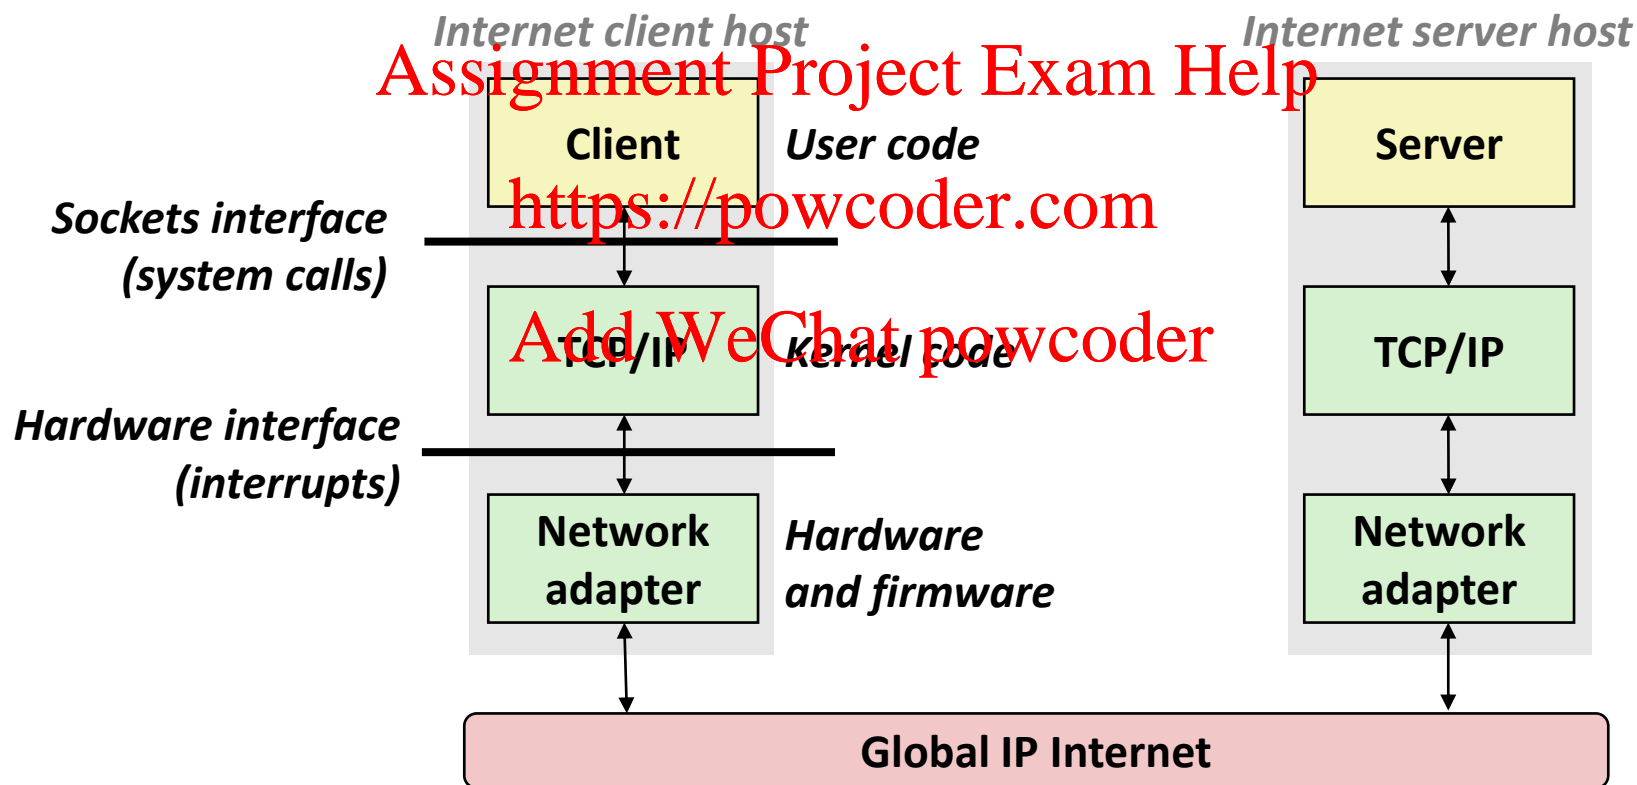 Internet client host
Internet server host
Assignment Project Exam Help
Client
User code
Server
https://powcoder.com
Sockets interface
(system calls)
Add WeChat powcoder
TCP/IP
Kernel code
TCP/IP
Hardware interface
(interrupts)
Network
adapter
Hardware
and firmware
Network
adapter
Global IP Internet